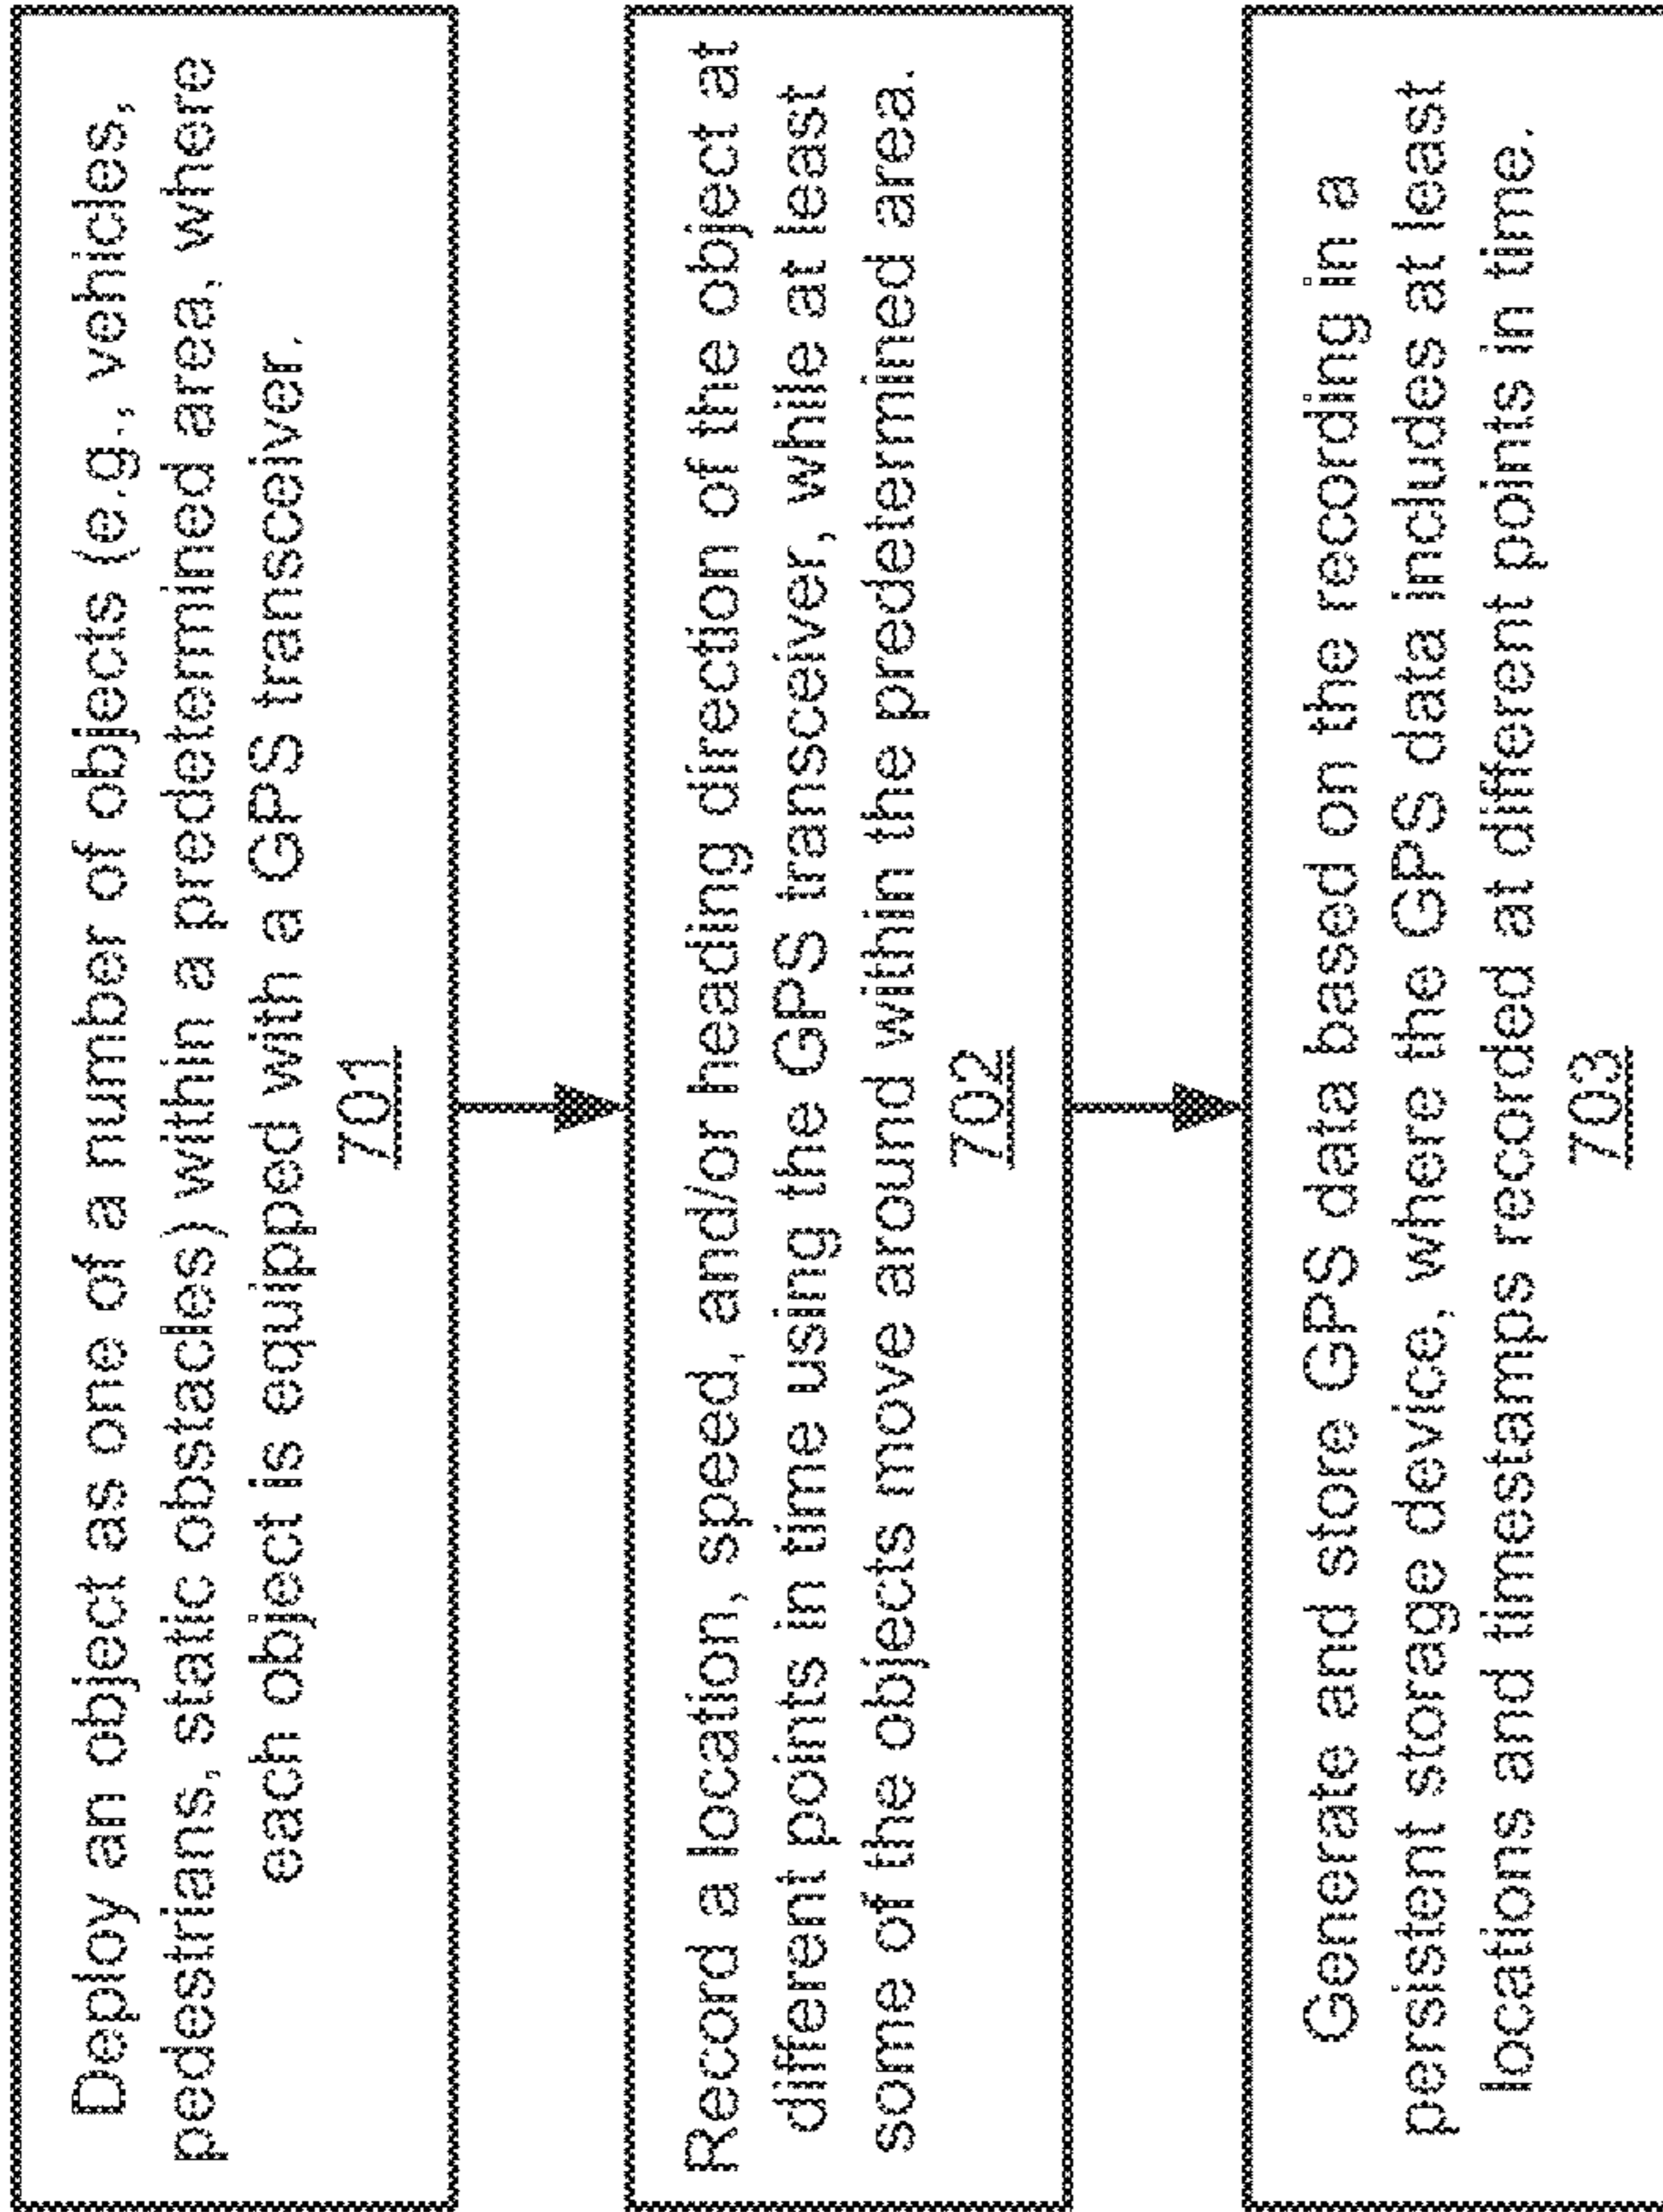 Deploy an object as one of a number of objects (e.g., vehicles,
pedestrians, static obstacles) within a predetermined area, where
each object is equipped with a GPS transceiver.
701
Record a location, speed, and/or heading direction of the object at
different points in time using the GPS transceiver, while at least
some of the objects move around within the predetermined area.
702
Generate and store GPS data based on the recording in a
persistent storage device, where the GPS data includes at least
locations and timestamps recorded at different points in time.
703